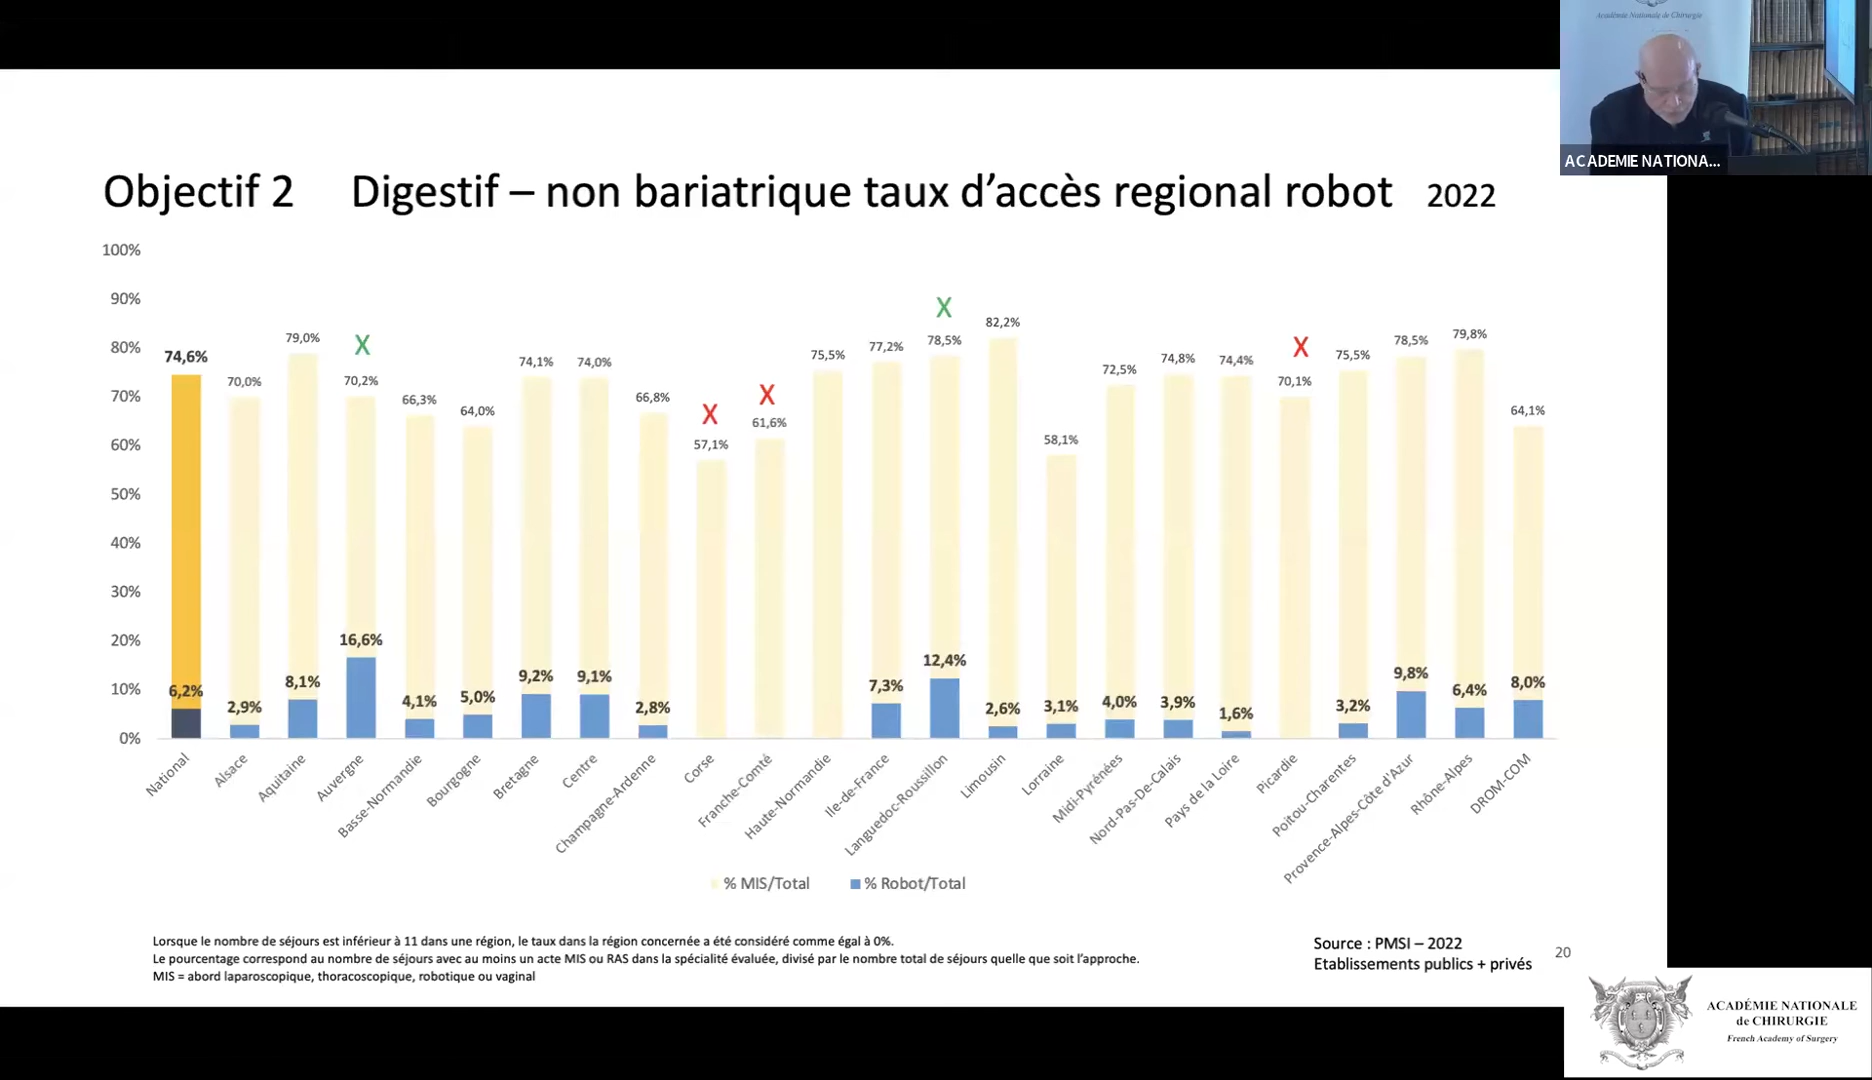 Académie Nationale de Chirurgie
ACADEMIE NATIONA...
Objectif 2 Digestif – non bariatrique taux d'accès regional robot 2022
100%
90%
80%
70%
60%
50%
40%
30%
20%
10%
0%
X X X X X
74,6% 70,0% 79,0% 70,2% 66,3% 64,0% 74,1% 74,0% 66,8% 57,1% 61,6% 75,5% 77,2% 78,5% 82,2% 58,1% 72,5% 74,8% 74,4% 70,1% 75,5% 78,5% 79,8% 64,1%
6,2% 2,9% 8,1% 16,6% 4,1% 5,0% 9,2% 9,1% 2,8% 7,3% 12,4% 2,6% 3,1% 4,0% 3,9% 1,6% 3,2% 9,8% 6,4% 8,0%
National
Alsace
Aquitaine
Auvergne
Basse-Normandie
Bourgogne
Bretagne
Centre
Champagne-Ardenne
Corse
Franche-Comté
Haute-Normandie
Ile-de-France
Languedoc-Roussillon
Limousin
Lorraine
Midi-Pyrénées
Nord-Pas-De-Calais
Pays de la Loire
Picardie
Poitou-Charentes
Provence-Alpes-Côte d'Azur
Rhône-Alpes
DROM-COM
% MIS/Total % Robot/Total
Lorsque le nombre de séjours est inférieur à 11 dans une région, le taux dans la région concernée a été considéré comme égal à 0%.
Le pourcentage correspond au nombre de séjours avec au moins un acte MIS ou RAS dans la spécialité évaluée, divisé par le nombre total de séjours quelle que soit l'approche.
MIS = abord laparoscopique, thoracoscopique, robotique ou vaginal
Source : PMSI – 2022
Etablissements publics + privés
20
ACADÉMIE NATIONALE
de CHIRURGIE
French Academy of Surgery